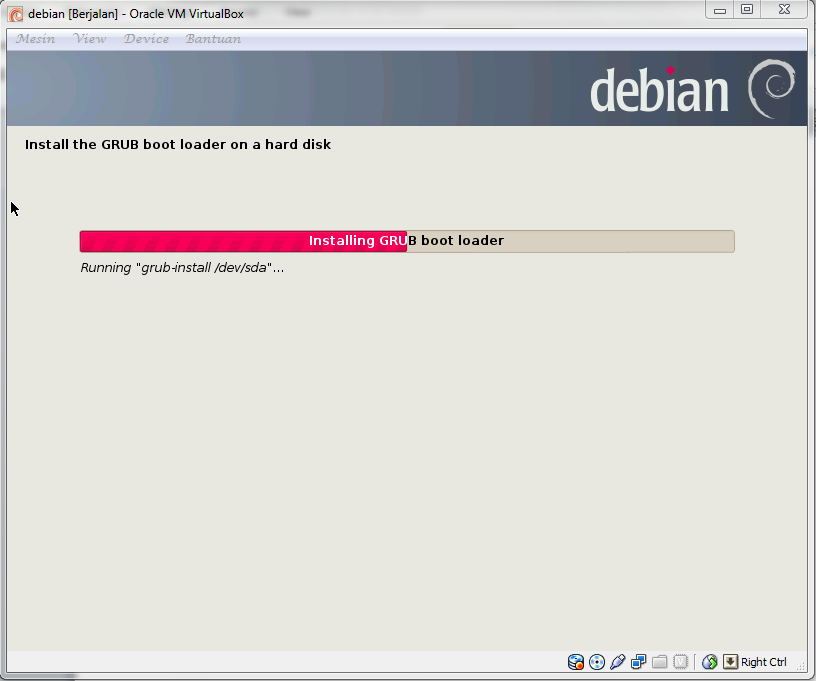 debian [Berjalan] - Oracle VM VirtualBox
Mesin View Device Bantuan
debian
Install the GRUB boot loader on a hard disk
Installing GRUB boot loader
Running "grub-install /dev/sda"...
Right Ctrl